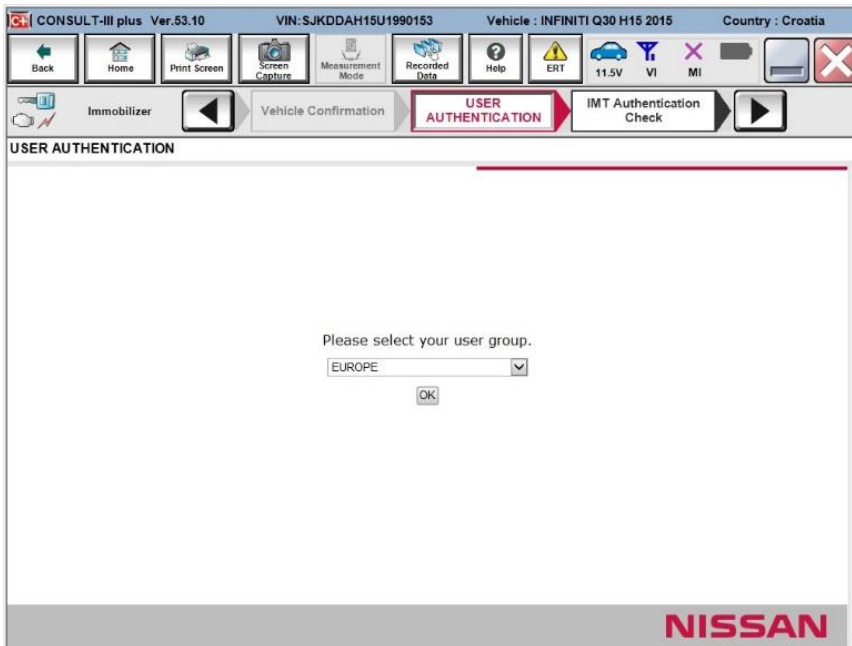 CONSULT-III plus Ver.53.10 VIN:SJKDDAH15U1990153 Vehicle : INFINITI Q30 H15 2015 Country : Croatia
Back
Home
Print Screen
Screen Capture
Measurement Mode
Recorded Data
Help
ERT
11.5V
VI
MI
Immobilizer
Vehicle Confirmation
USER AUTHENTICATION
IMT Authentication Check
USER AUTHENTICATION
Please select your user group.
EUROPE
OK
NISSAN